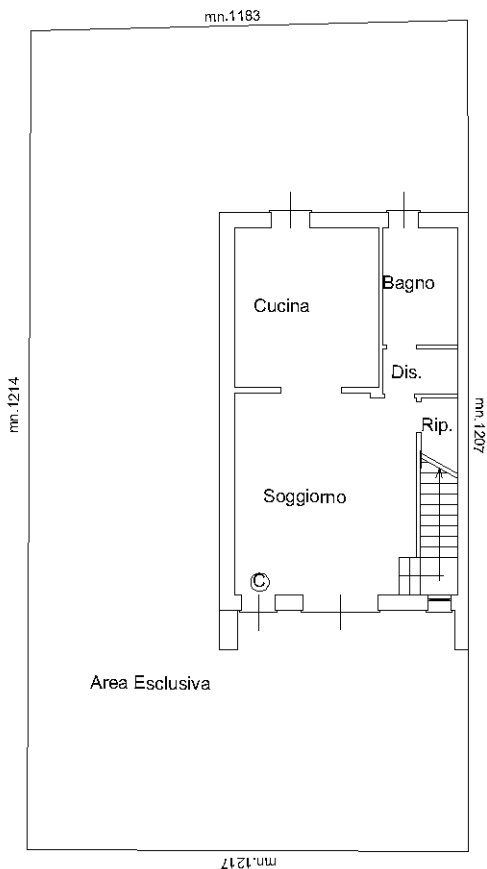 mn.1183
Bagno
Cucina
Dis.
mn.1214
mn.1207
Rip.
Soggiorno
C
Area Esclusiva
mn.1217